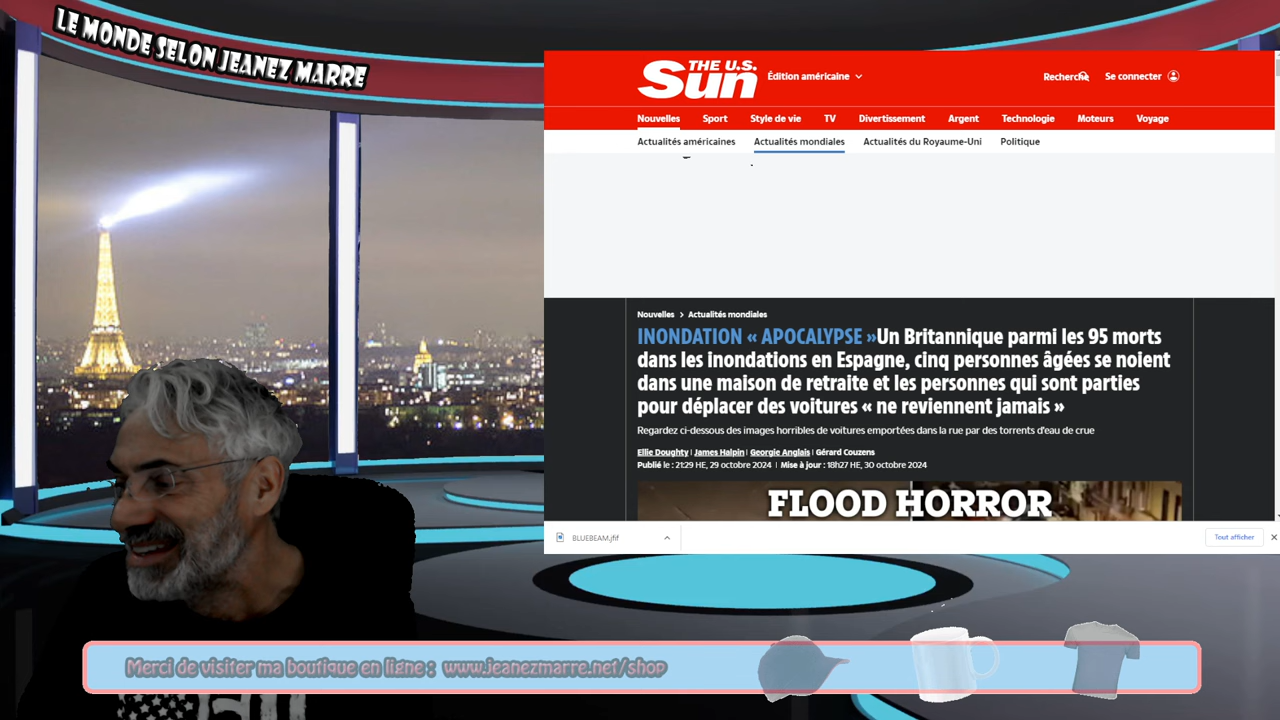 LE MONDE SELON JEANEZ MARRE
THE U.S. Sun
Édition américaine
Recherche
Se connecter
Nouvelles Sport Style de vie TV Divertissement Argent Technologie Moteurs Voyage
Actualités américaines Actualités mondiales Actualités du Royaume-Uni Politique
Nouvelles > Actualités mondiales
INONDATION « APOCALYPSE »Un Britannique parmi les 95 morts
dans les inondations en Espagne, cinq personnes âgées se noient
dans une maison de retraite et les personnes qui sont parties
pour déplacer des voitures « ne reviennent jamais »
Regardez ci-dessous des images horribles de voitures emportées dans la rue par des torrents d'eau de crue
Ellie Doughty | James Halpin | Georgie Anglais | Gérard Couzens
Publié le : 21:29 HE, 29 octobre 2024 | Mise à jour : 18h27 HE, 30 octobre 2024
FLOOD HORROR
BLUEBEAM.jfif
Tout afficher
Merci de visiter ma boutique en ligne : www.jeanezmarre.net/shop